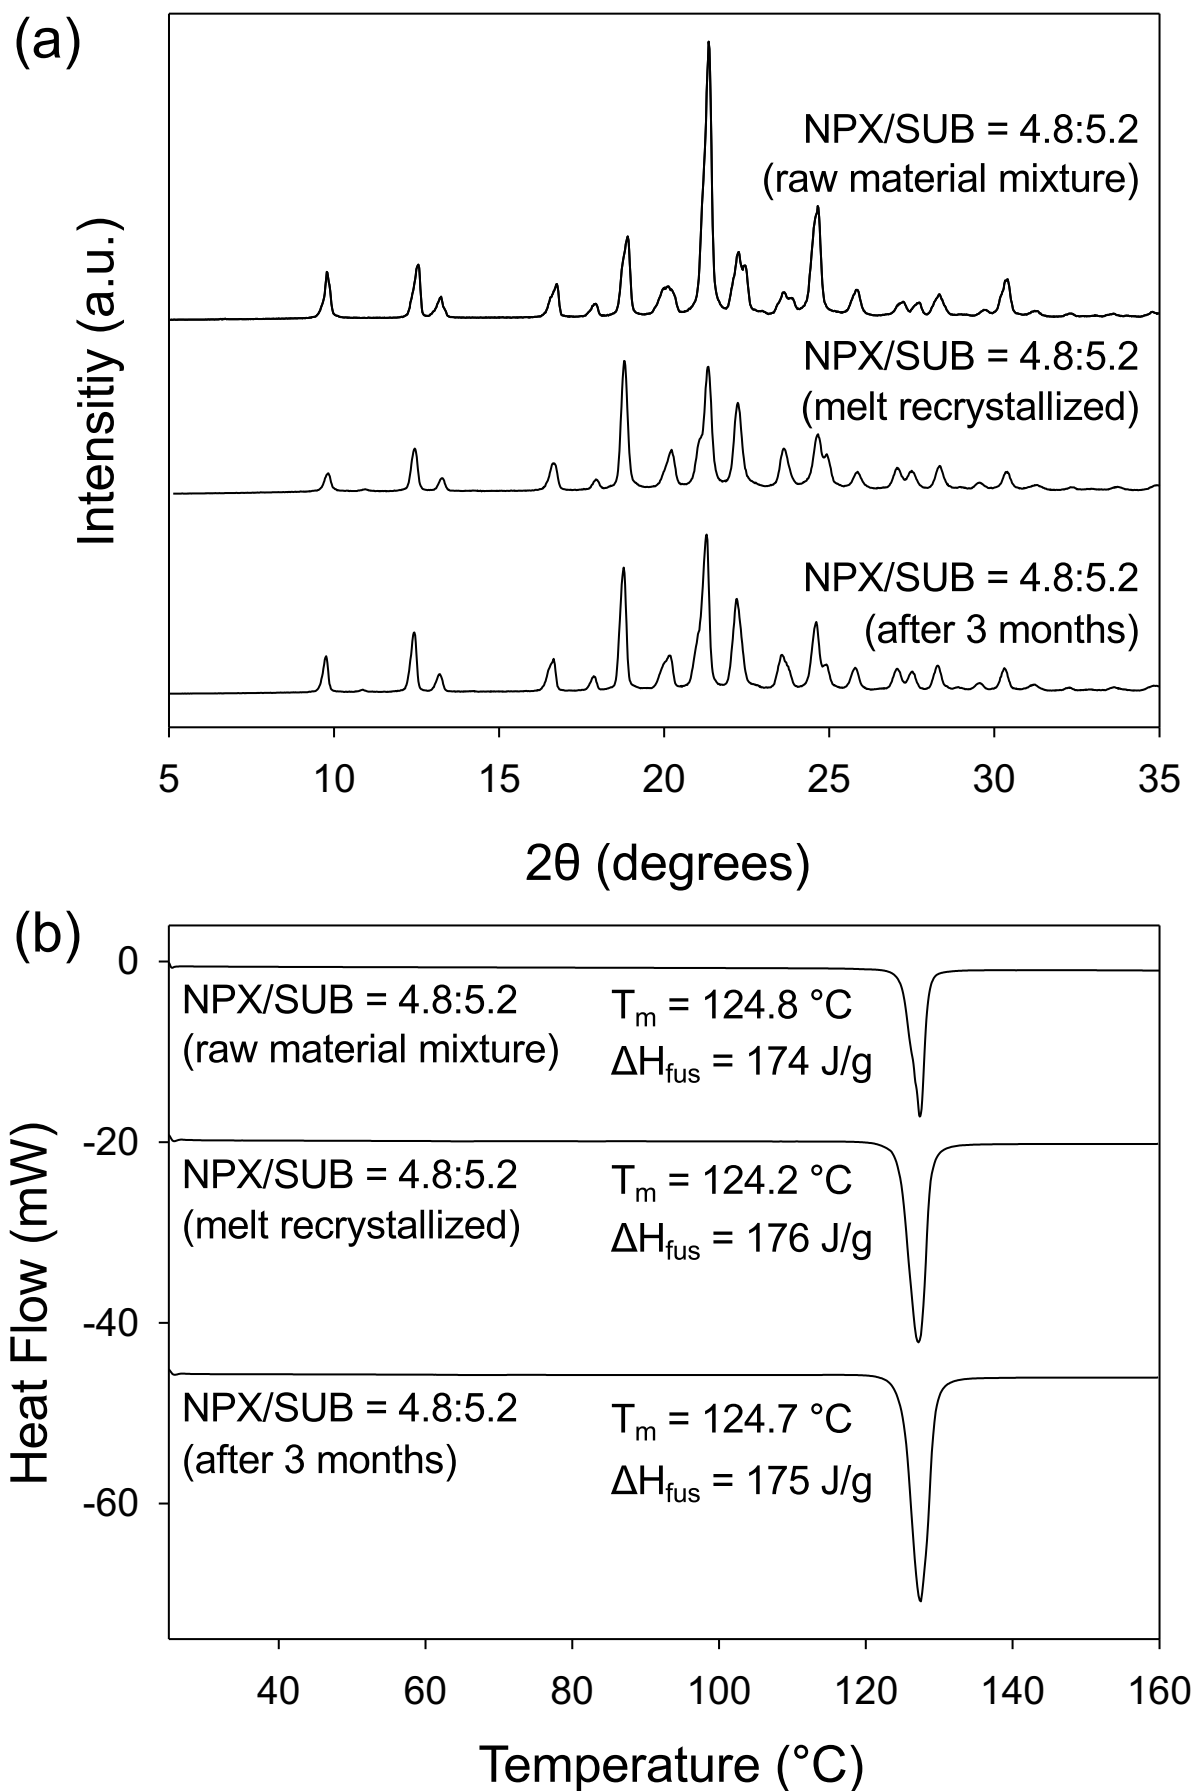 (a)
NPX/SUB = 4.8:5.2
(raw material mixture)
NPX/SUB = 4.8:5.2
(melt recrystallized)
NPX/SUB = 4.8:5.2
(after 3 months)
Intensitiy (a.u.)
5 10 15 20 25 30 35
2θ (degrees)
(b)
0
-20
-40
-60
Heat Flow (mW)
NPX/SUB = 4.8:5.2
(raw material mixture)
Tm = 124.8 °C
ΔHfus = 174 J/g
NPX/SUB = 4.8:5.2
(melt recrystallized)
Tm = 124.2 °C
ΔHfus = 176 J/g
NPX/SUB = 4.8:5.2
(after 3 months)
Tm = 124.7 °C
ΔHfus = 175 J/g
40 60 80 100 120 140 160
Temperature (°C)